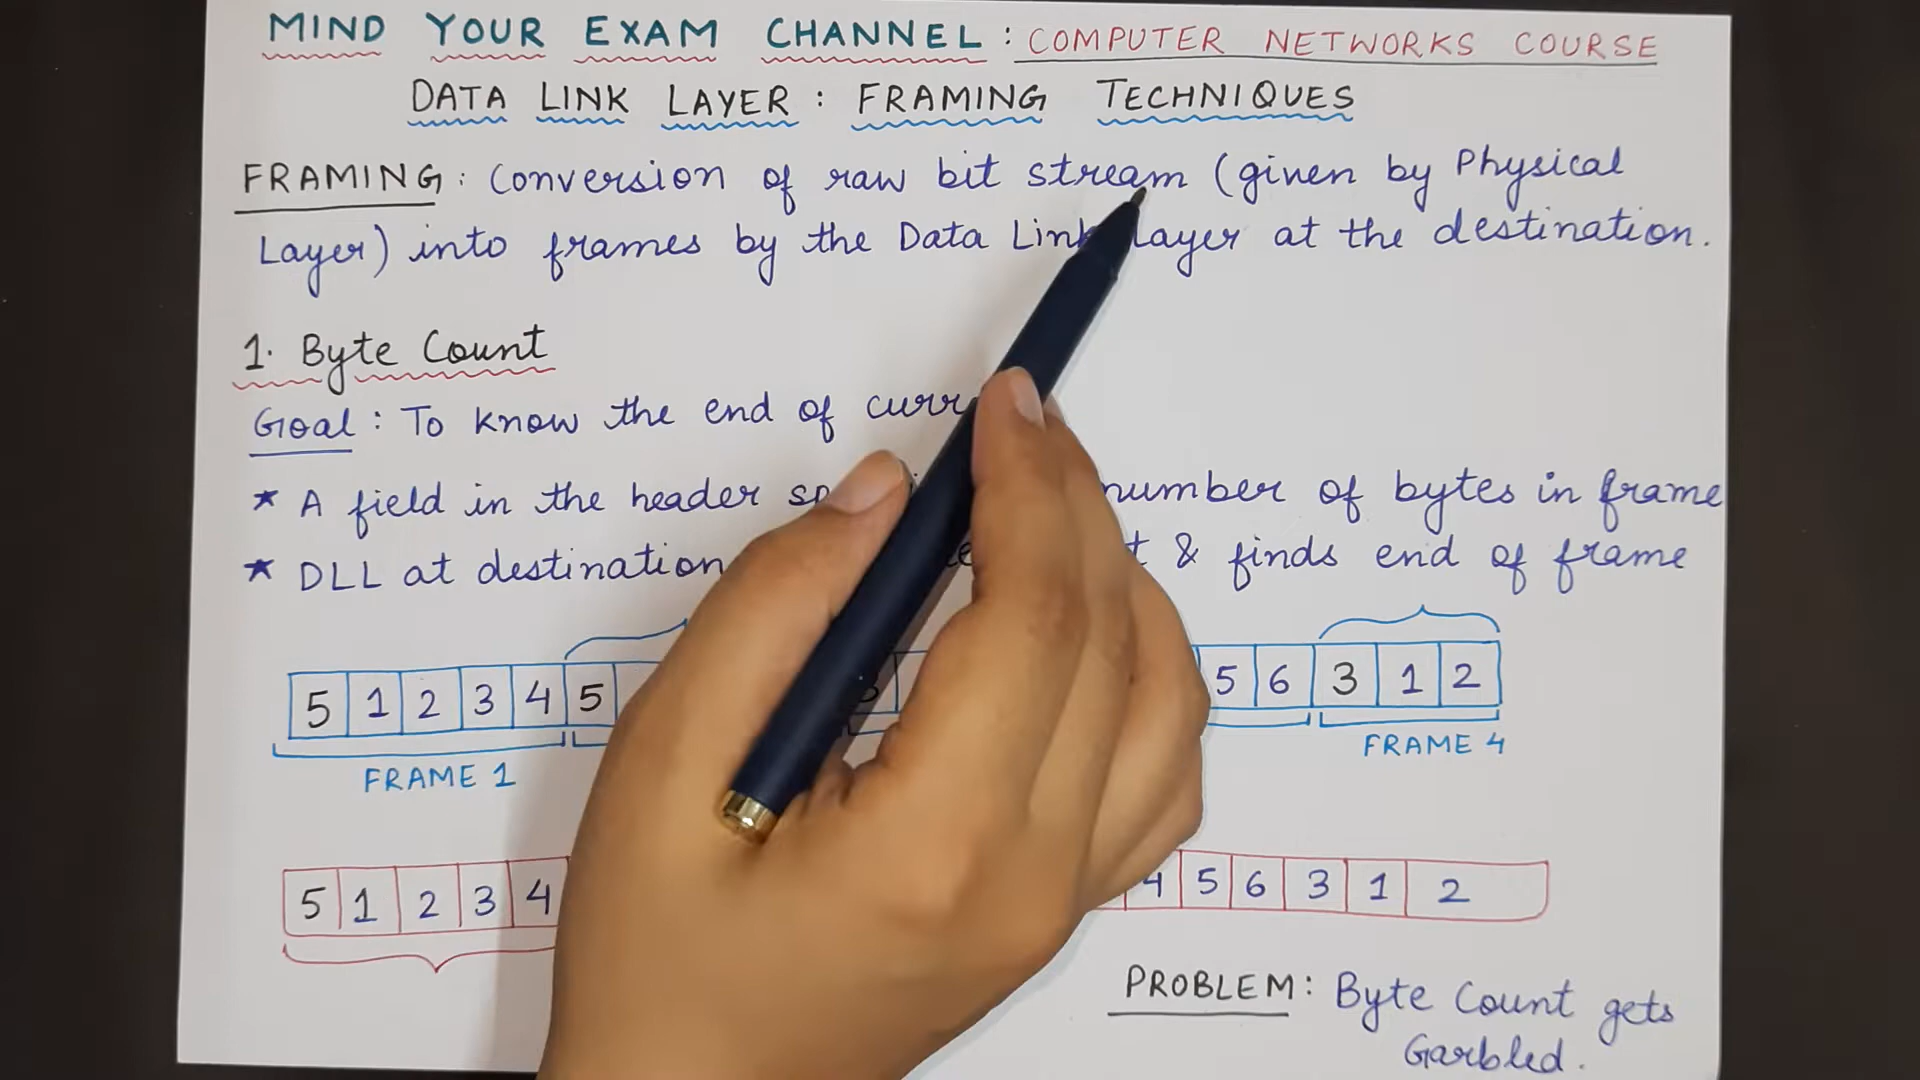 MIND YOUR EXAM CHANNEL : COMPUTER NETWORKS COURSE
DATA LINK LAYER : FRAMING TECHNIQUES
FRAMING : Conversion of raw bit stream (given by Physical
Layer) into frames by the Data Link Layer at the destination.
1. Byte Count
Goal : To know the end of
★ A field in the header number of bytes in frame
★ DLL at destination & finds end of frame
5 1 2 3 4 5 5 6 3 1 2
FRAME 1 FRAME 4
5 1 2 3 4 4 5 6 3 1 2
PROBLEM : Byte Count gets
Garbled.